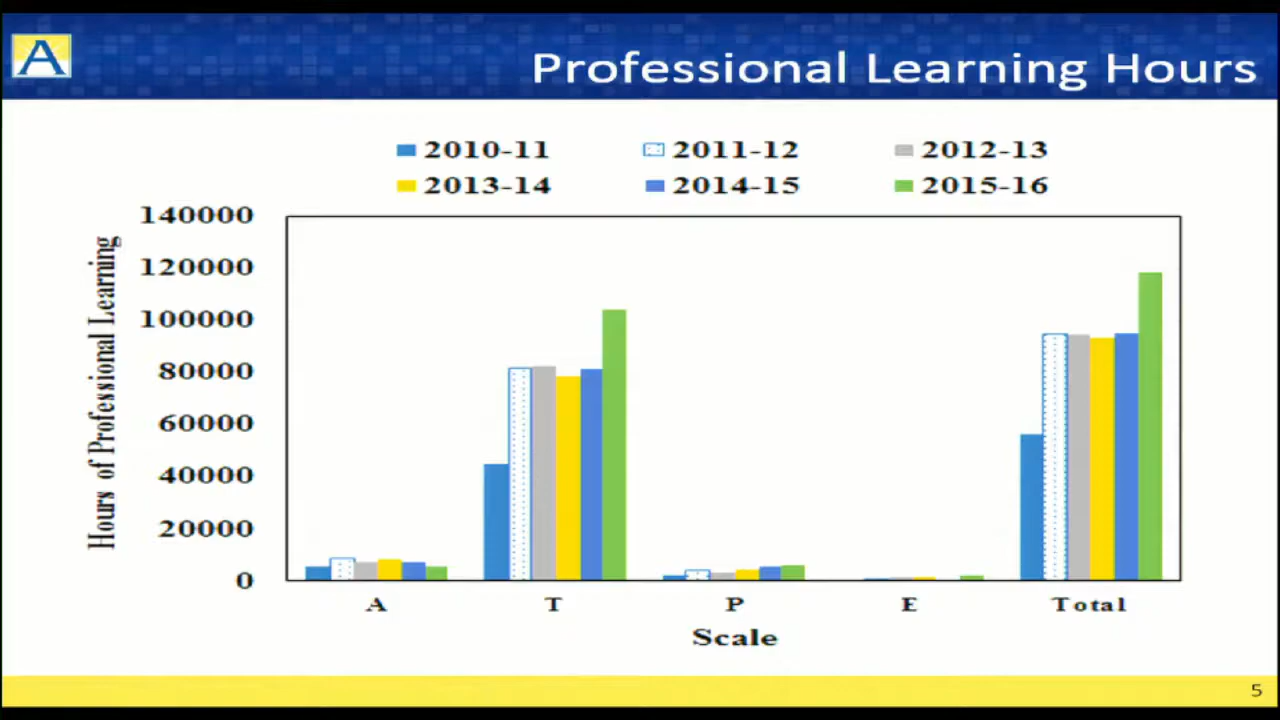 A
Professional Learning Hours
2010-11 2011-12 2012-13
2013-14 2014-15 2015-16
Hours of Professional Learning
140000
120000
100000
80000
60000
40000
20000
0
A T P E Total
Scale
5